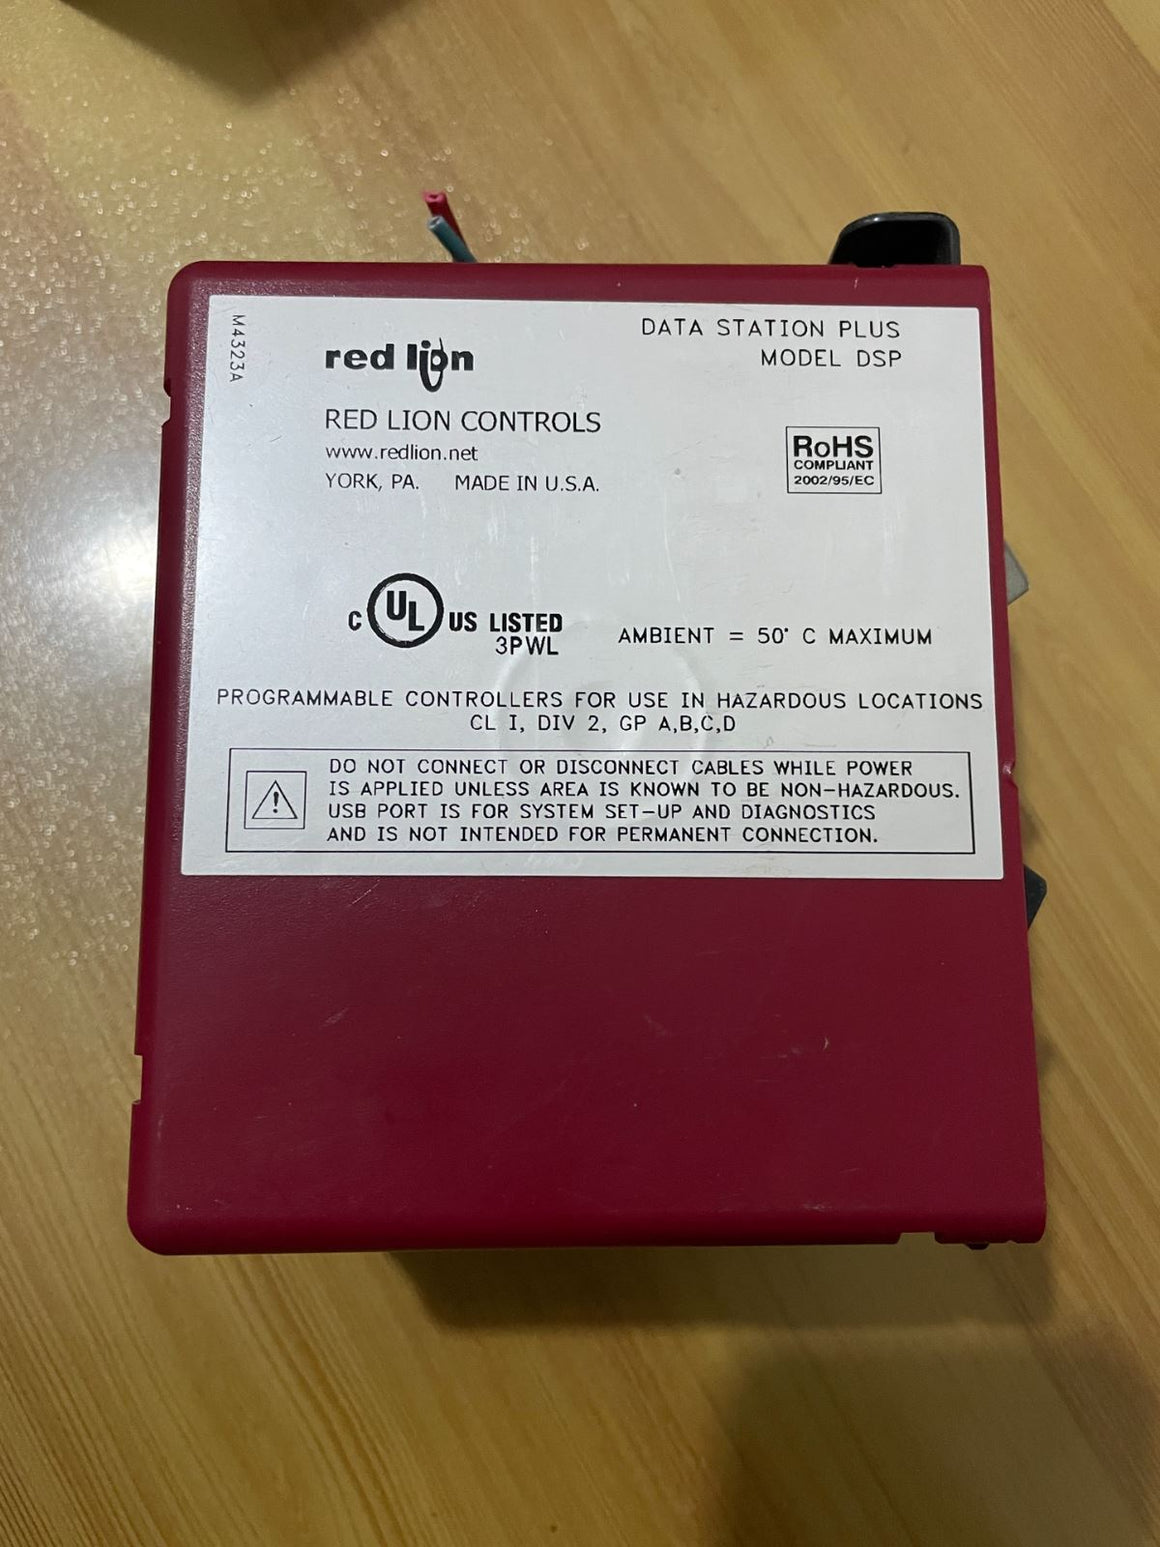 M4323A
DATA STATION PLUS
MODEL DSP
red lion
RED LION CONTROLS
www.redlion.net
YORK, PA. MADE IN U.S.A.
RoHS
COMPLIANT
2002/95/EC
C UL US LISTED
3PWL
AMBIENT = 50° C MAXIMUM
PROGRAMMABLE CONTROLLERS FOR USE IN HAZARDOUS LOCATIONS
CL I, DIV 2, GP A,B,C,D
DO NOT CONNECT OR DISCONNECT CABLES WHILE POWER
IS APPLIED UNLESS AREA IS KNOWN TO BE NON-HAZARDOUS.
USB PORT IS FOR SYSTEM SET-UP AND DIAGNOSTICS
AND IS NOT INTENDED FOR PERMANENT CONNECTION.